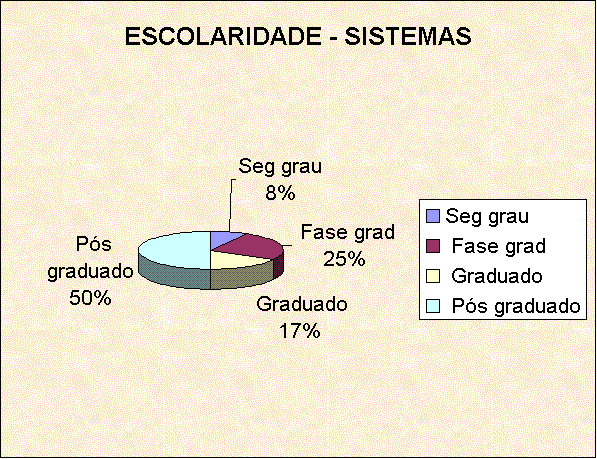 ESCOLARIDADE - SISTEMAS
Seg grau
8%
Fase grad
25%
Pós
graduado
50%
Graduado
17%
Seg grau
Fase grad
Graduado
Pós graduado